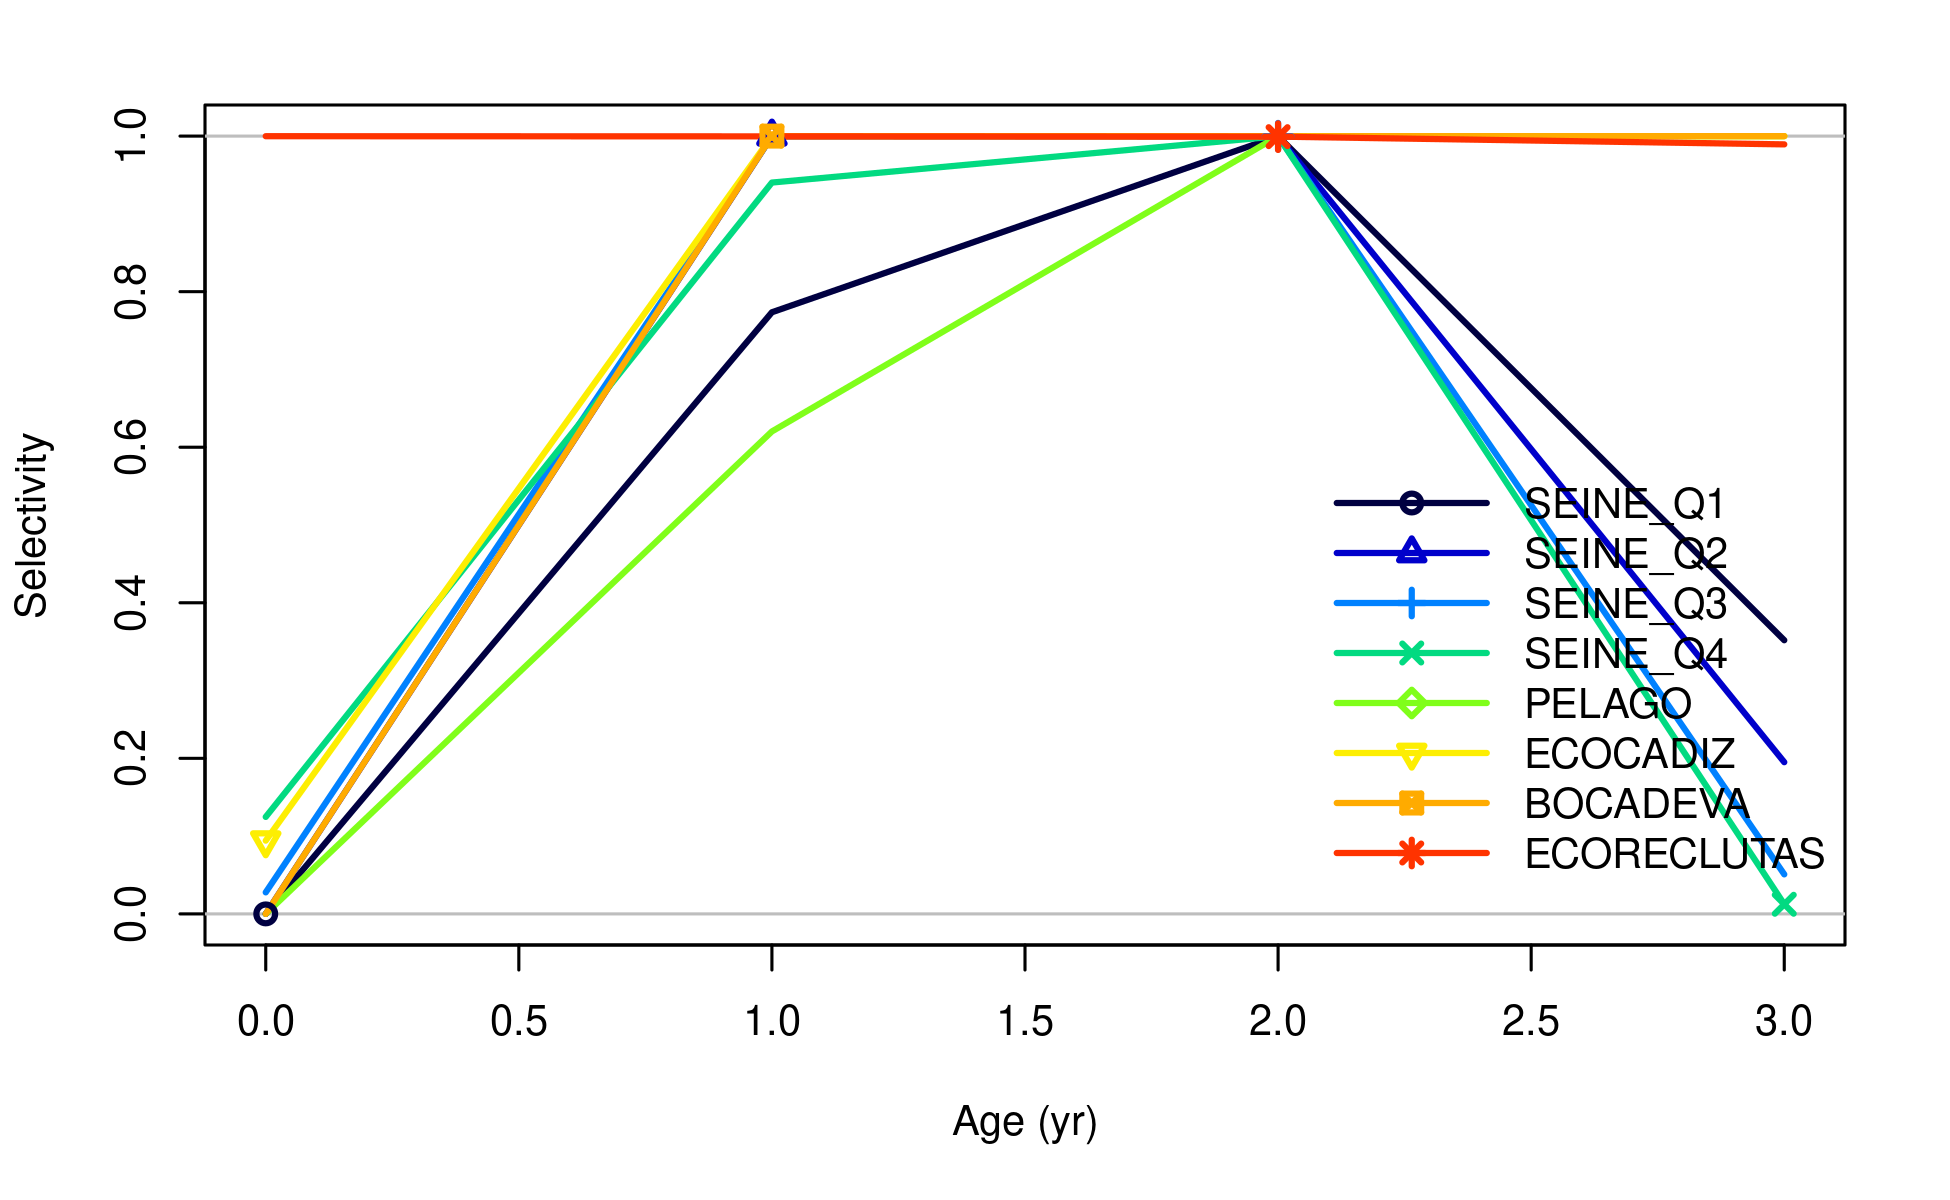 1.0
0.8
0.6
0.4
0.2
0.0
Selectivity
SEINE_Q1
SEINE_Q2
SEINE_Q3
SEINE_Q4
PELAGO
ECOCADIZ
BOCADEVA
ECORECLUTAS
0.0 0.5 1.0 1.5 2.0 2.5 3.0
Age (yr)